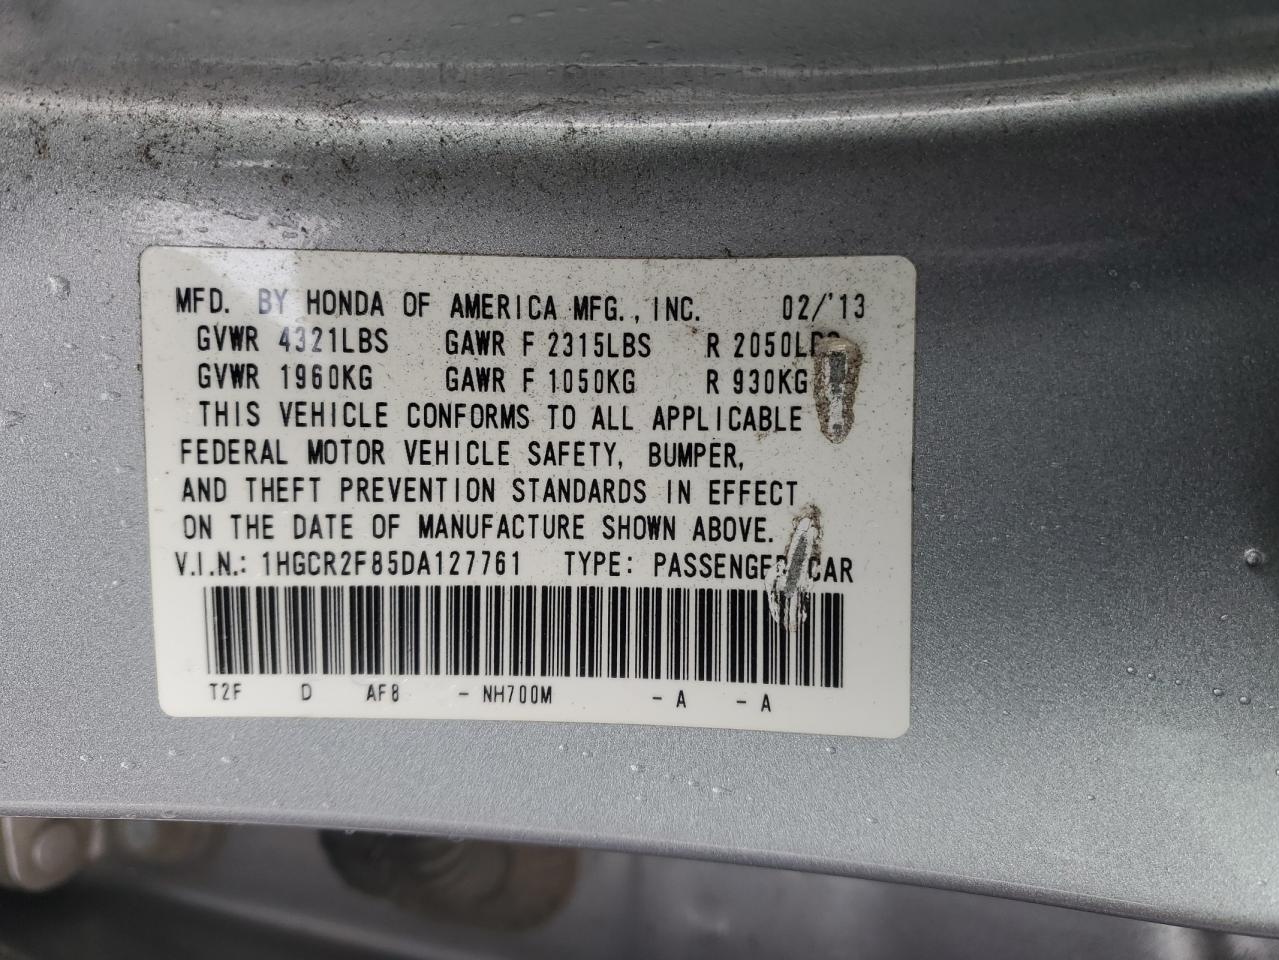 MFD. BY HONDA OF AMERICA MFG., INC. 02/'13
GVWR 4321LBS GAWR F 2315LBS R 2050LBS
GVWR 1960KG GAWR F 1050KG R 930KG
THIS VEHICLE CONFORMS TO ALL APPLICABLE
FEDERAL MOTOR VEHICLE SAFETY, BUMPER,
AND THEFT PREVENTION STANDARDS IN EFFECT
ON THE DATE OF MANUFACTURE SHOWN ABOVE.
V.I.N.: 1HGCR2F85DA127761 TYPE: PASSENGER CAR
T2F D AF8 - NH700M - A - A